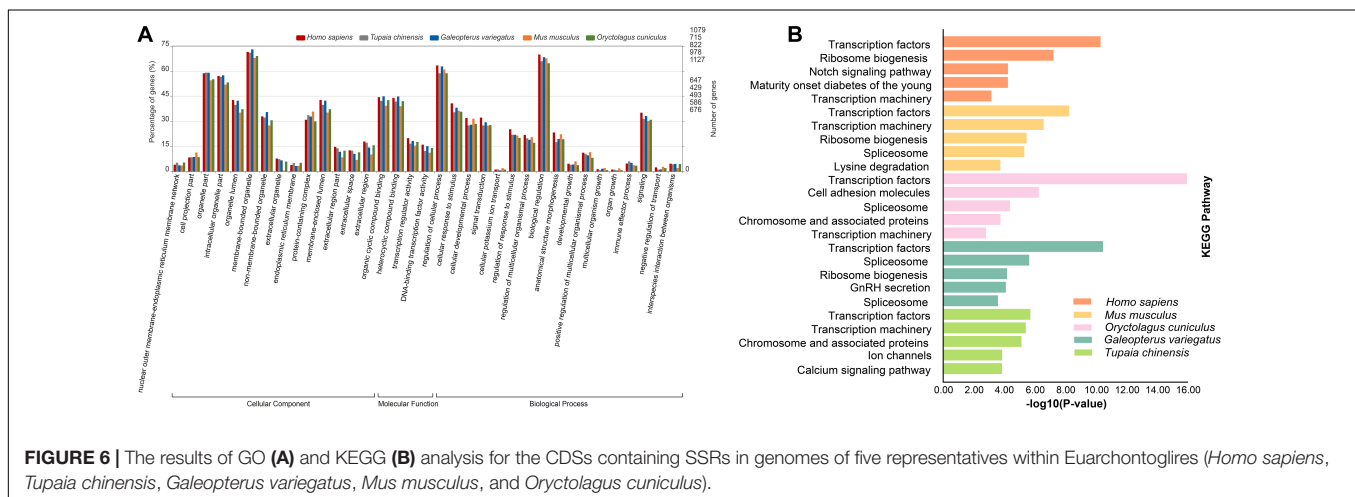 A
Homo sapiens
Tupaia chinensis
Galeopterus variegatus
Mus musculus
Oryctolagus cuniculus
Percentage of genes (%)
75
60
45
30
15
0
1079
715
822
978
1127
647
429
493
586
676
0
Number of genes
nuclear outer membrane-endoplasmic reticulum membrane network
cell projection part
organelle part
intracellular organelle part
organelle lumen
membrane-bounded organelle
non-membrane-bounded organelle
extracellular organelle
endoplasmic reticulum membrane
protein-containing complex
membrane-enclosed lumen
extracellular region part
extracellular space
extracellular region
organic cyclic compound binding
heterocyclic compound binding
transcription regulator activity
DNA-binding transcription factor activity
regulation of cellular process
cellular response to stimulus
cellular developmental process
signal transduction
cellular potassium ion transport
regulation of response to stimulus
regulation of multicellular organismal process
biological regulation
anatomical structure morphogenesis
developmental growth
positive regulation of multicellular organismal process
multicellular organism growth
organ growth
immune effector process
signaling
negative regulation of transport
interspecies interaction between organisms
Cellular Component
Molecular Function
Biological Process
B
Transcription factors
Ribosome biogenesis
Notch signaling pathway
Maturity onset diabetes of the young
Transcription machinery
Transcription factors
Transcription machinery
Ribosome biogenesis
Spliceosome
Lysine degradation
Transcription factors
Cell adhesion molecules
Spliceosome
Chromosome and associated proteins
Transcription machinery
Transcription factors
Spliceosome
Ribosome biogenesis
GnRH secretion
Spliceosome
Transcription factors
Transcription machinery
Chromosome and associated proteins
Ion channels
Calcium signaling pathway
KEGG Pathway
Homo sapiens
Mus musculus
Oryctolagus cuniculus
Galeopterus variegatus
Tupaia chinensis
0.00 2.00 4.00 6.00 8.00 10.00 12.00 14.00 16.00
-log10(P-value)
FIGURE 6 | The results of GO (A) and KEGG (B) analysis for the CDSs containing SSRs in genomes of five representatives within Euarchontoglires (Homo sapiens,
Tupaia chinensis, Galeopterus variegatus, Mus musculus, and Oryctolagus cuniculus).